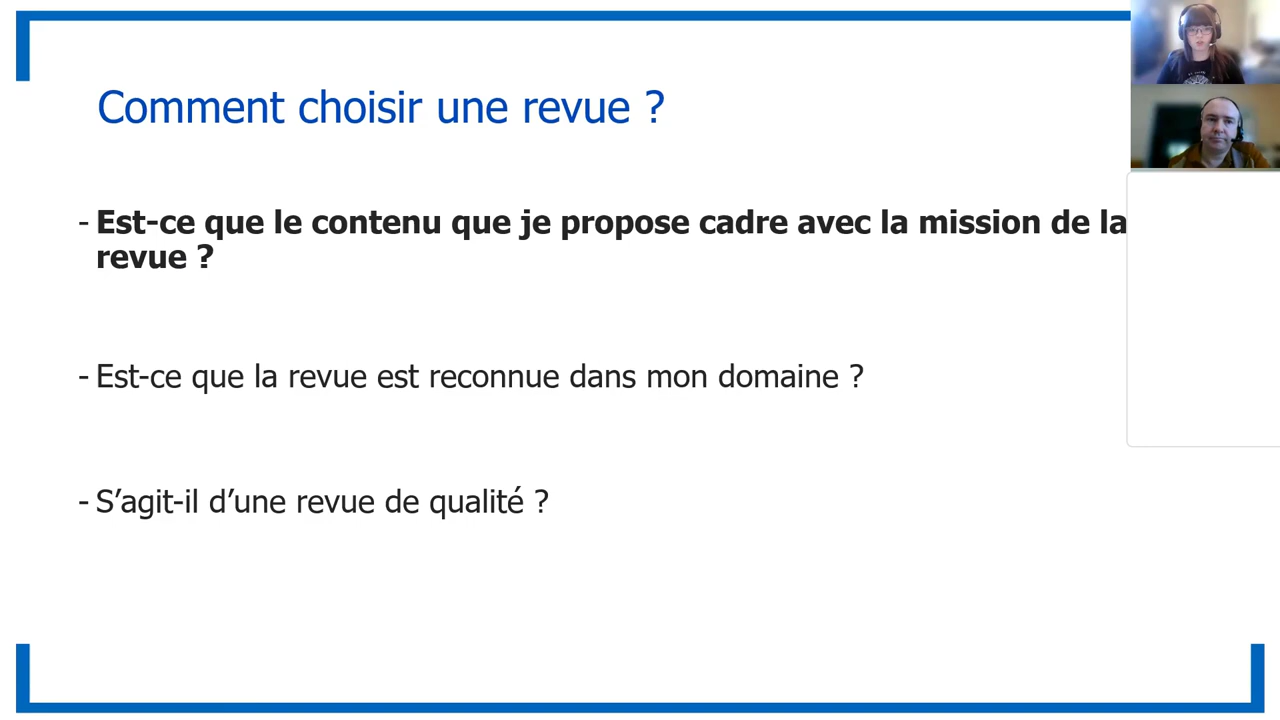 Comment choisir une revue ?
- Est-ce que le contenu que je propose cadre avec la mission de la
revue ?
- Est-ce que la revue est reconnue dans mon domaine ?
- S’agit-il d’une revue de qualité ?